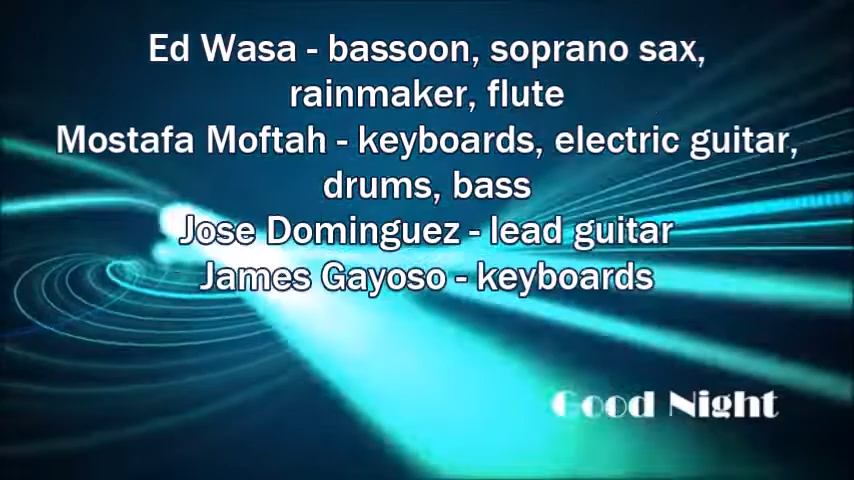 Ed Wasa - bassoon, soprano sax,
rainmaker, flute
Mostafa Moftah - keyboards, electric guitar,
drums, bass
Jose Dominguez - lead guitar
James Gayoso - keyboards
Good Night